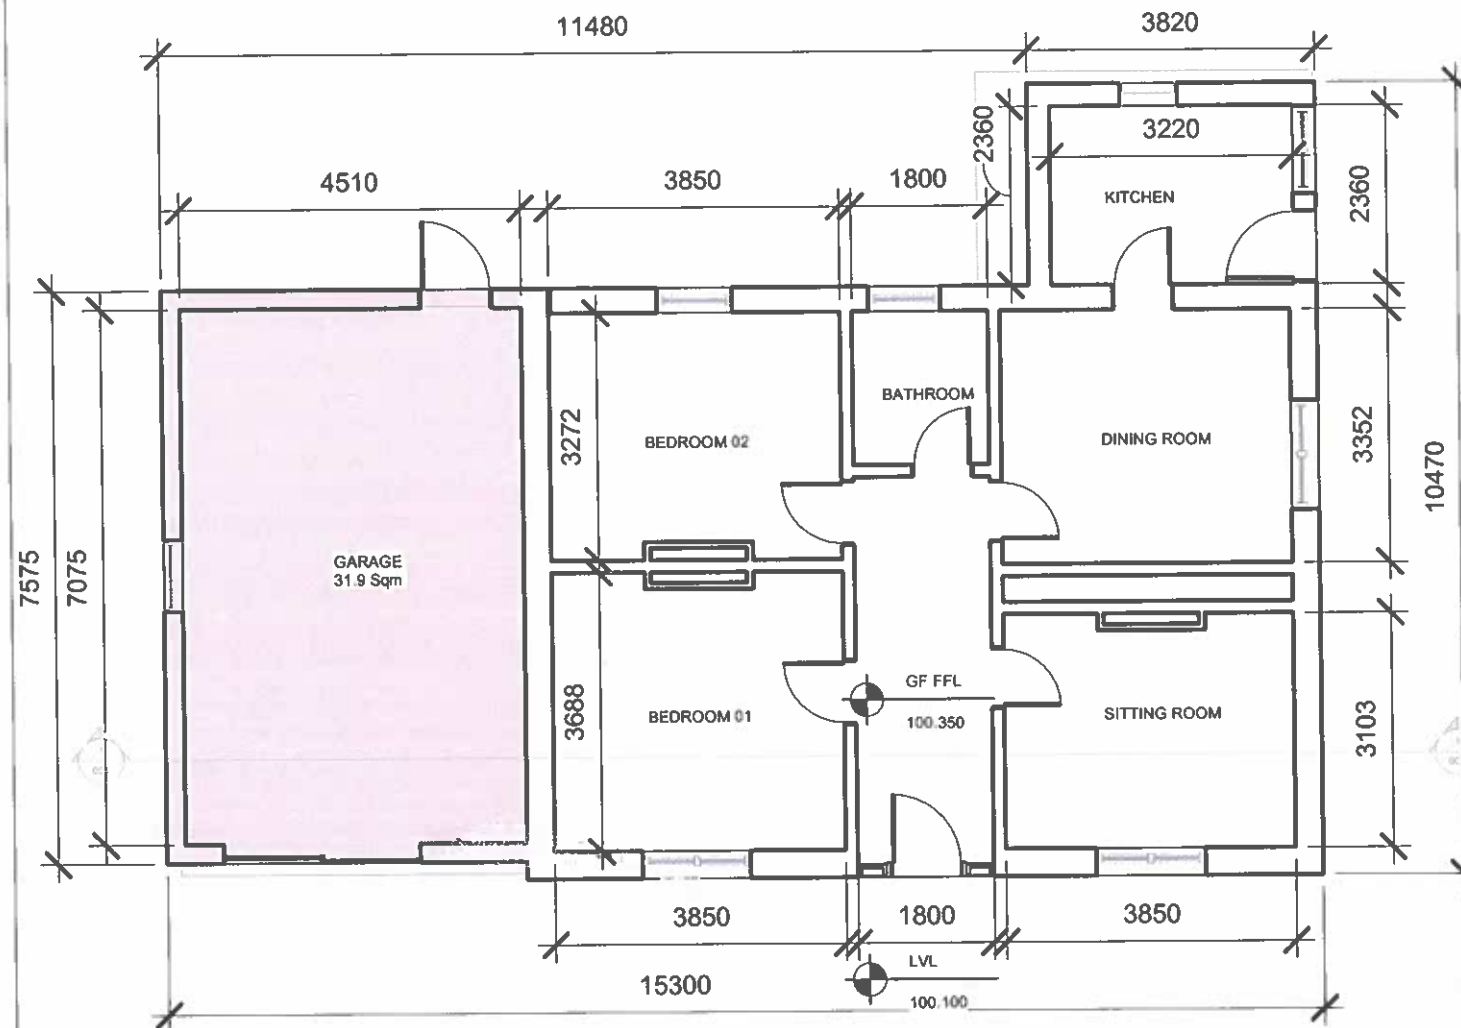 11480
3820
2360
3220
4510
3850
1800
KITCHEN
2360
BATHROOM
3272
BEDROOM 02
DINING ROOM
3352
10470
7575
7075
GARAGE
31.9 Sqm
GF FFL
100.350
3688
BEDROOM 01
SITTING ROOM
3103
3850
1800
3850
LVL
100.100
15300